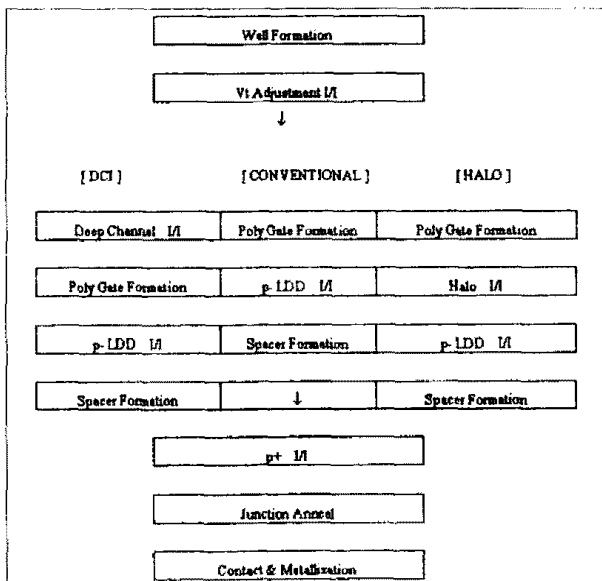 Well Formation
Vt Adjustment I/I
↓
[ DCI ] [ CONVENTIONAL ] [ HALO ]
Deep Channel I/I Poly Gate Formation Poly Gate Formation
Poly Gate Formation p- LDD I/I Halo I/I
p- LDD I/I Spacer Formation p- LDD I/I
Spacer Formation ↓ Spacer Formation
p+ I/I
Junction Anneal
Contact & Metallization